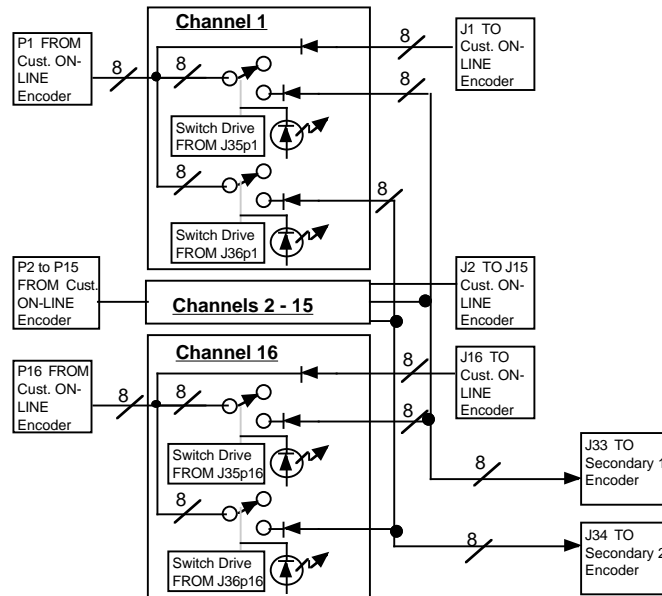 Channel 1
P1 FROM
Cust. ON-
LINE
Encoder
8
8
8
J1 TO
Cust. ON-
LINE
Encoder
8
Switch Drive
FROM J35p1
8
8
Switch Drive
FROM J36p1
P2 to P15
FROM Cust.
ON-LINE
Encoder
Channels 2 - 15
J2 TO J15
Cust. ON-
LINE
Encoder
Channel 16
P16 FROM
Cust. ON-
LINE
Encoder
8
8
8
J16 TO
Cust. ON-
LINE
Encoder
8
Switch Drive
FROM J35p16
8
Switch Drive
FROM J36p16
8
J33 TO
Secondary 1
Encoder
8
J34 TO
Secondary 2
Encoder